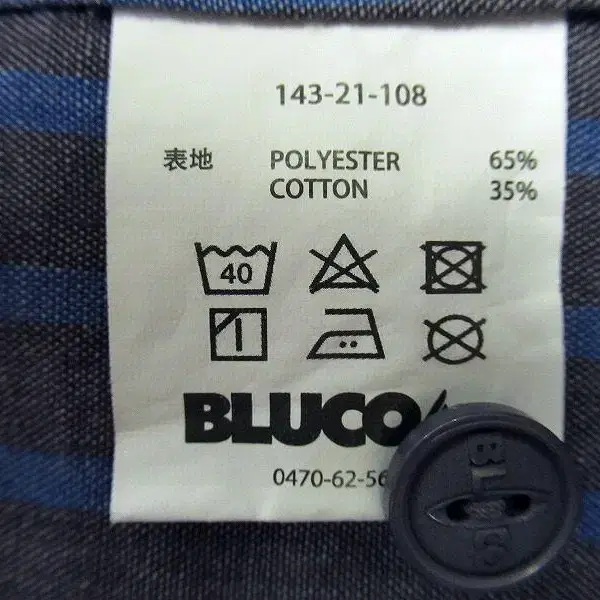 143-21-108
表地 POLYESTER 65%
COTTON 35%
40
BLUCO
0470-62-56